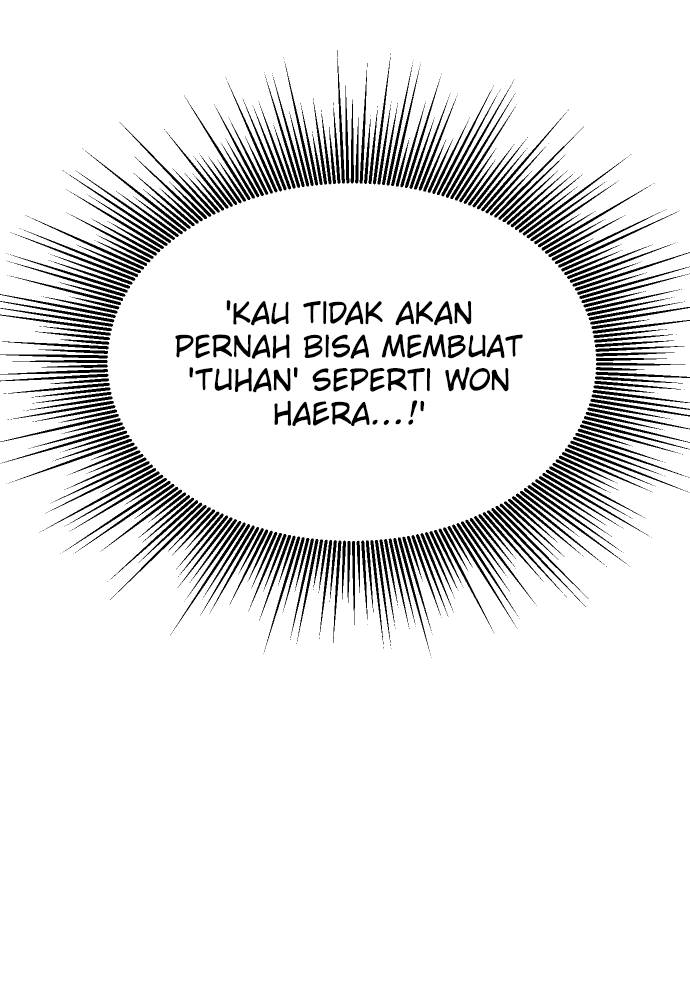 'KAU TIDAK AKAN
PERNAH BISA MEMBUAT
'TUHAN' SEPERTI WON
HAERA...!'